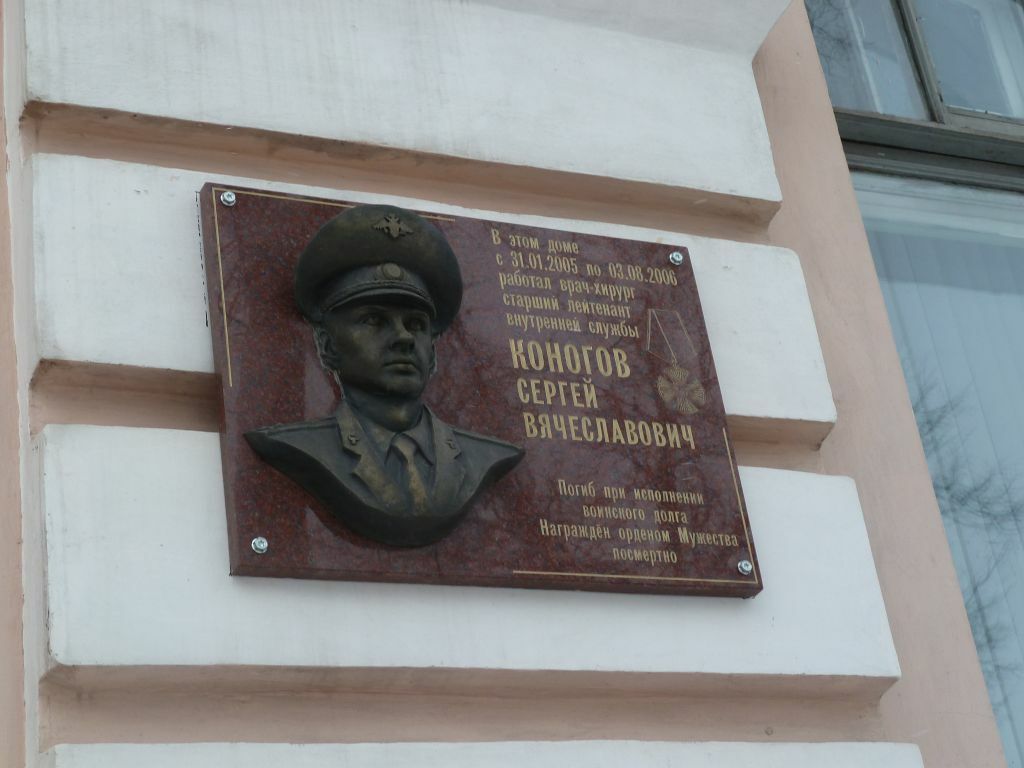 В этом доме
с 31.01.2005 по 03.08.2006
работал врач-хирург
старший лейтенант
внутренней службы
КОНОГОВ
СЕРГЕЙ
ВЯЧЕСЛАВОВИЧ
Погиб при исполнении
воинского долга
Награждён орденом Мужества
посмертно